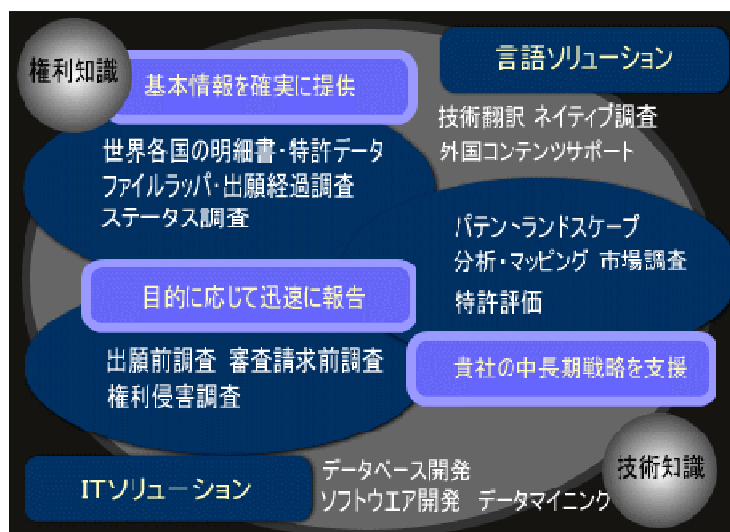 権利知識
基本情報を確実に提供
言語ソリューション
技術翻訳 ネイティブ調査
外国コンテンツサポート
世界各国の明細書・特許データ
ファイルラッパ・出願経過調査
ステータス調査
パテントランドスケープ
分析・マッピング 市場調査
特許評価
目的に応じて迅速に報告
出願前調査 審査請求前調査
権利侵害調査
貴社の中長期戦略を支援
ITソリューション
データベース開発
ソフトウエア開発 データマイニング
技術知識